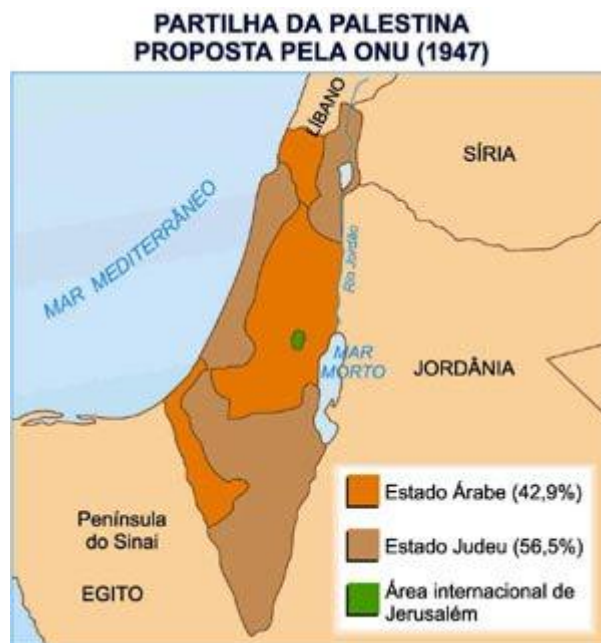 PARTILHA DA PALESTINA
PROPOSTA PELA ONU (1947)
LÍBANO
SÍRIA
MAR MEDITERRÂNEO
Rio Jordão
MAR
MORTO
JORDÂNIA
Península
do Sinai
EGITO
Estado Árabe (42,9%)
Estado Judeu (56,5%)
Área internacional de
Jerusalém